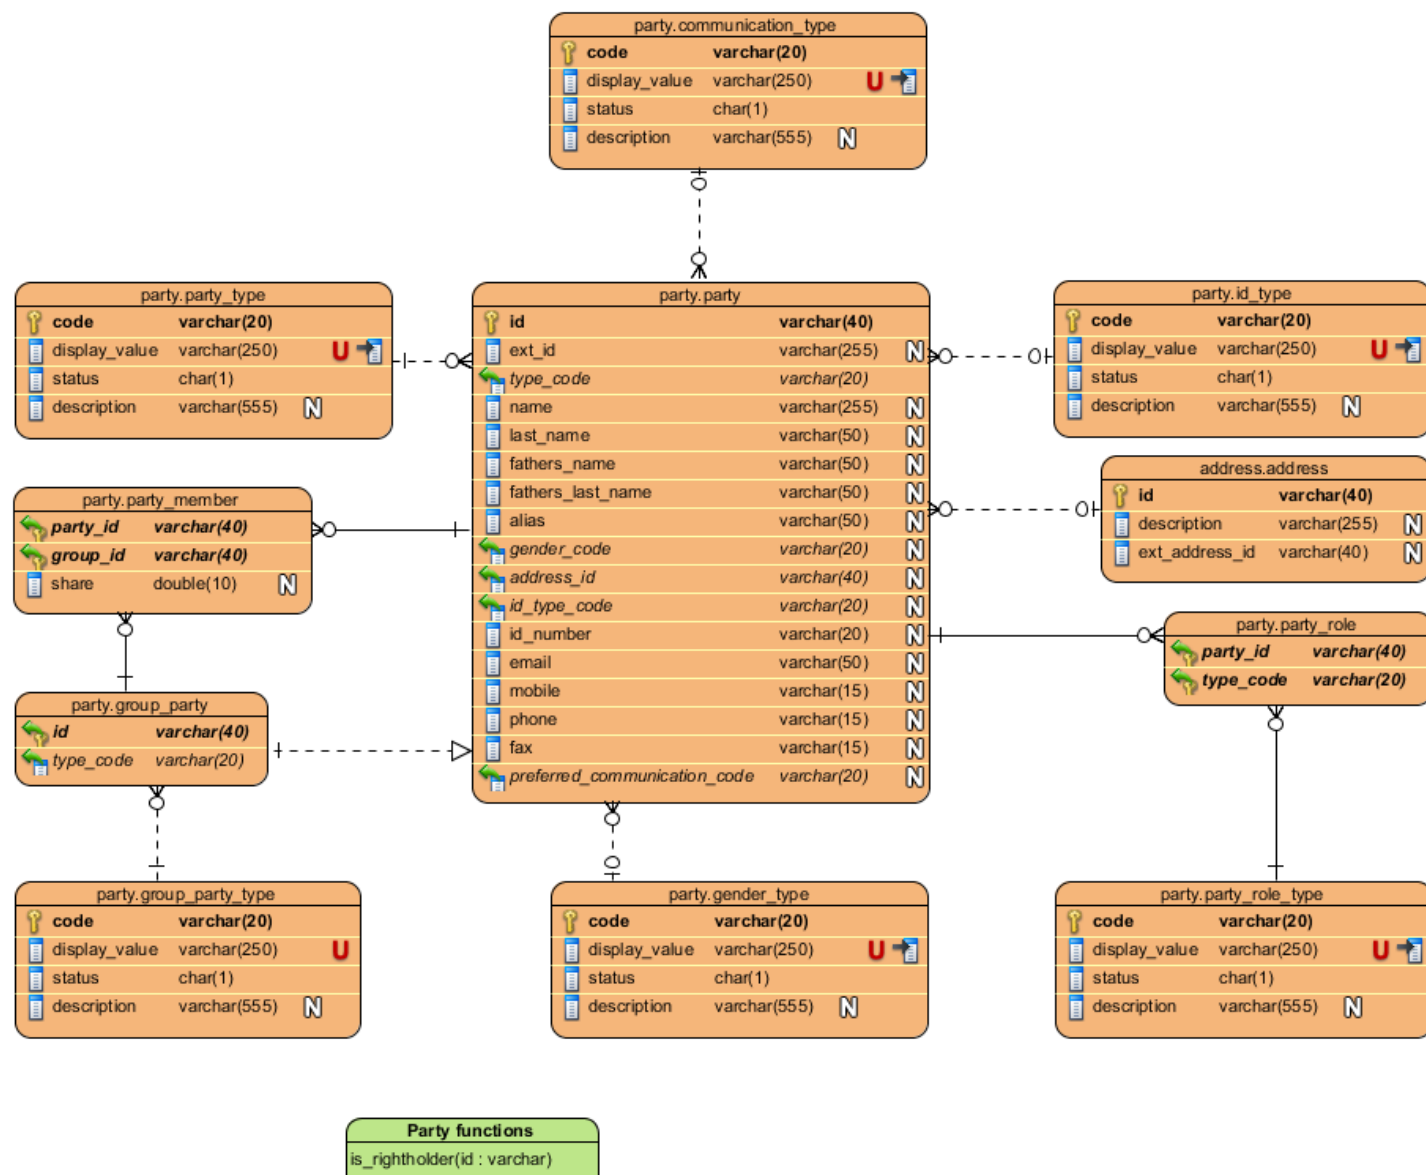 party.communication_type
code varchar(20)
display_value varchar(250) U
status char(1)
description varchar(555) N
party.party_type
code varchar(20)
display_value varchar(250) U
status char(1)
description varchar(555) N
party.party
id varchar(40)
ext_id varchar(255) N
type_code varchar(20)
name varchar(255) N
last_name varchar(50) N
fathers_name varchar(50) N
fathers_last_name varchar(50) N
alias varchar(50) N
gender_code varchar(20) N
address_id varchar(40) N
id_type_code varchar(20) N
id_number varchar(20) N
email varchar(50) N
mobile varchar(15) N
phone varchar(15) N
fax varchar(15) N
preferred_communication_code varchar(20) N
party.id_type
code varchar(20)
display_value varchar(250) U
status char(1)
description varchar(555) N
address.address
id varchar(40)
description varchar(255) N
ext_address_id varchar(40) N
party.party_member
party_id varchar(40)
group_id varchar(40)
share double(10) N
party.party_role
party_id varchar(40)
type_code varchar(20)
party.group_party
id varchar(40)
type_code varchar(20)
party.group_party_type
code varchar(20)
display_value varchar(250) U
status char(1)
description varchar(555) N
party.gender_type
code varchar(20)
display_value varchar(250) U
status char(1)
description varchar(555) N
party.party_role_type
code varchar(20)
display_value varchar(250) U
status char(1)
description varchar(555) N
Party functions
is_rightholder(id : varchar)